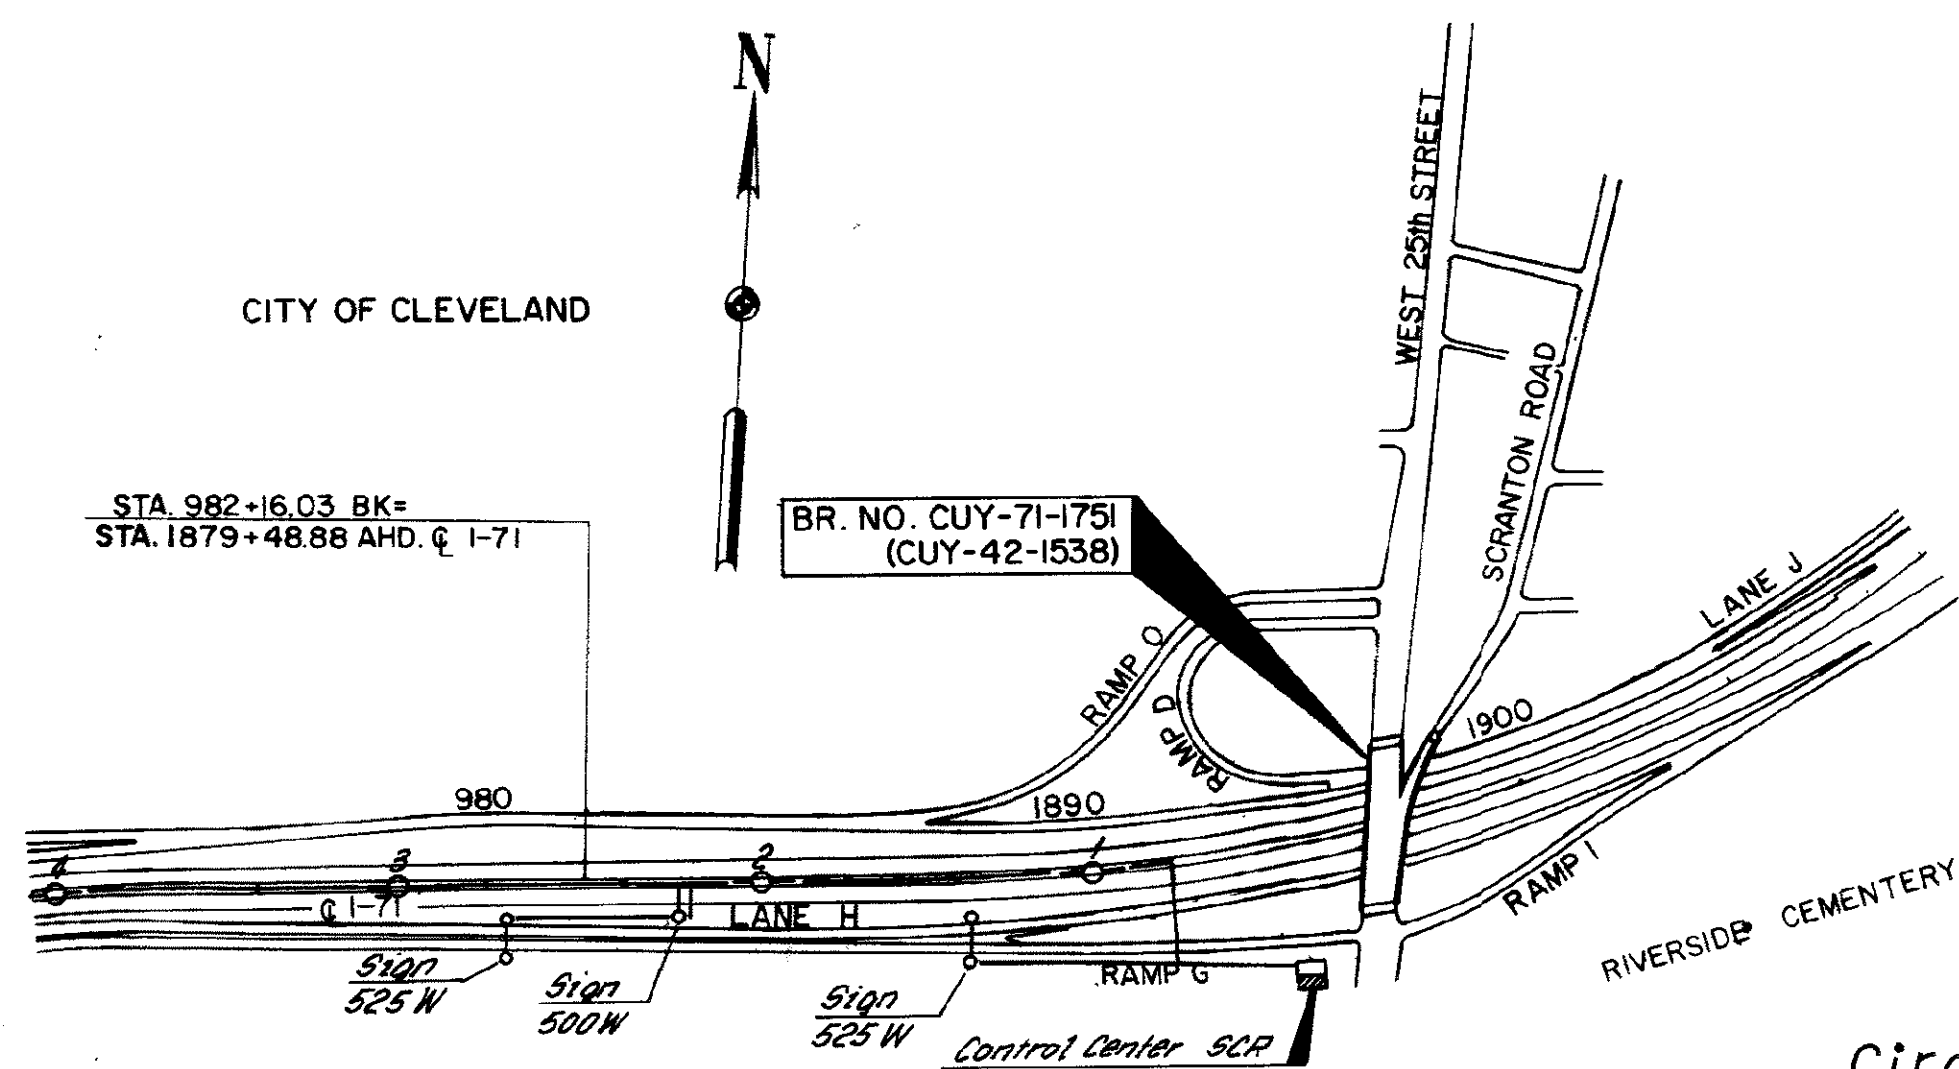 N
CITY OF CLEVELAND
WEST 25th STREET
SCRANTON ROAD
STA. 982+16.03 BK=
STA. 1879+48.88 AHD. ℄ I-71
BR. NO. CUY-71-1751
(CUY-42-1538)
LANE J
RAMP O
RAMP D
1900
980
1890
4
3
2
1
℄ I-71
LANE H
RAMP I
RIVERSIDE CEMENTERY
RAMP G
Sign
525 W
Sign
500W
Sign
525 W
Control Center SCR